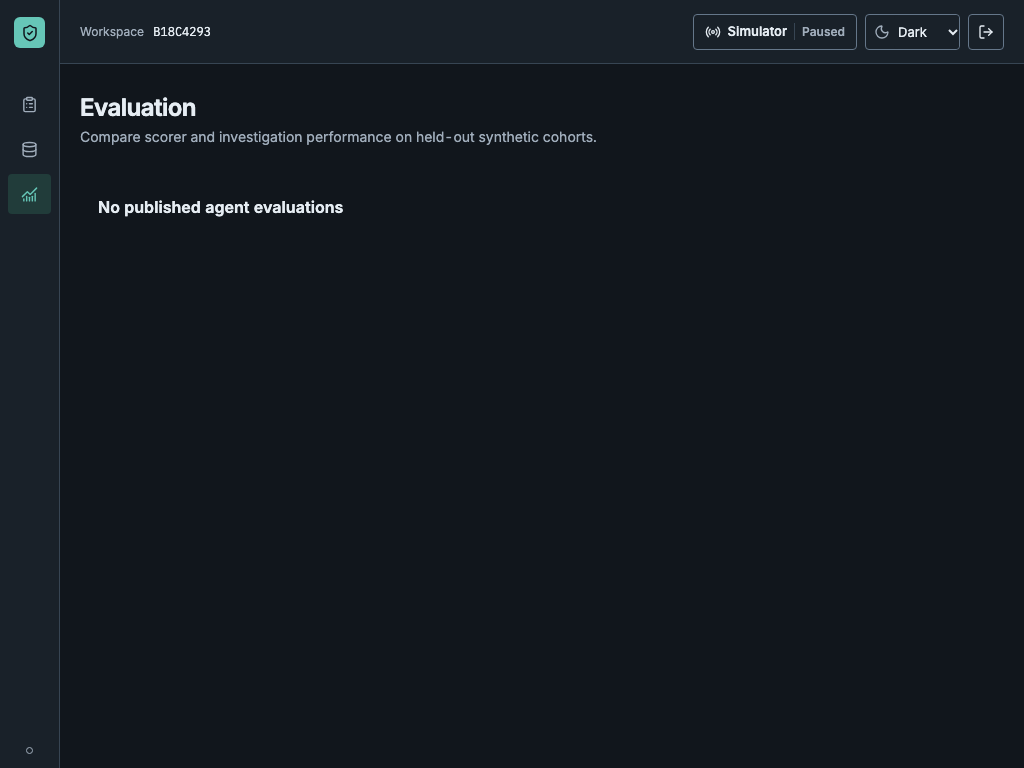 Workspace B18C4293
Simulator Paused
Dark
Evaluation
Compare scorer and investigation performance on held-out synthetic cohorts.
No published agent evaluations